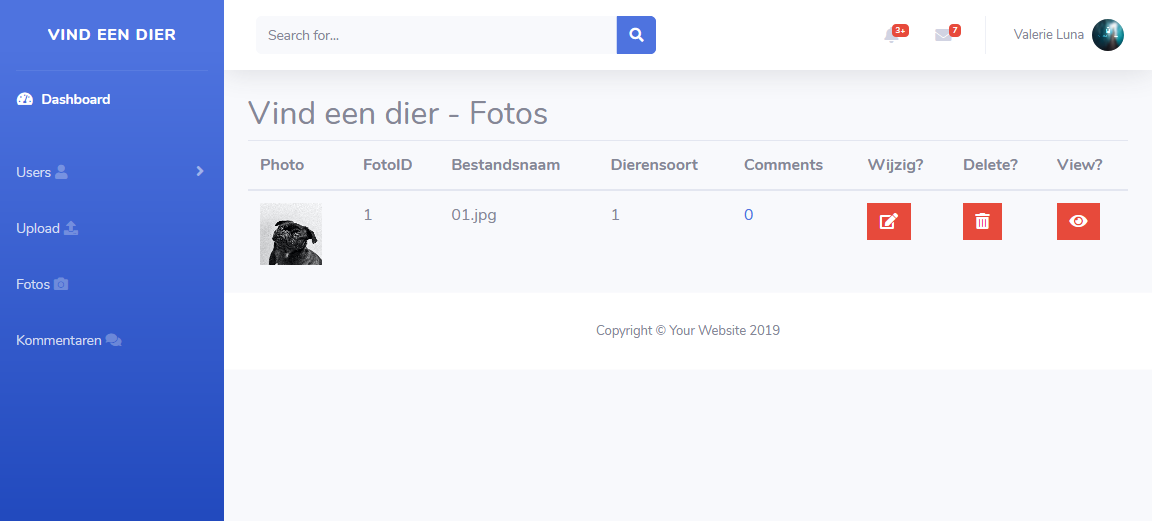 VIND EEN DIER
Dashboard
Users
Upload
Fotos
Kommentaren
Search for...
3+
7
Valerie Luna
Vind een dier - Fotos
Photo FotoID Bestandsnaam Dierensoort Comments Wijzig? Delete? View?
1 01.jpg 1 0
Copyright © Your Website 2019